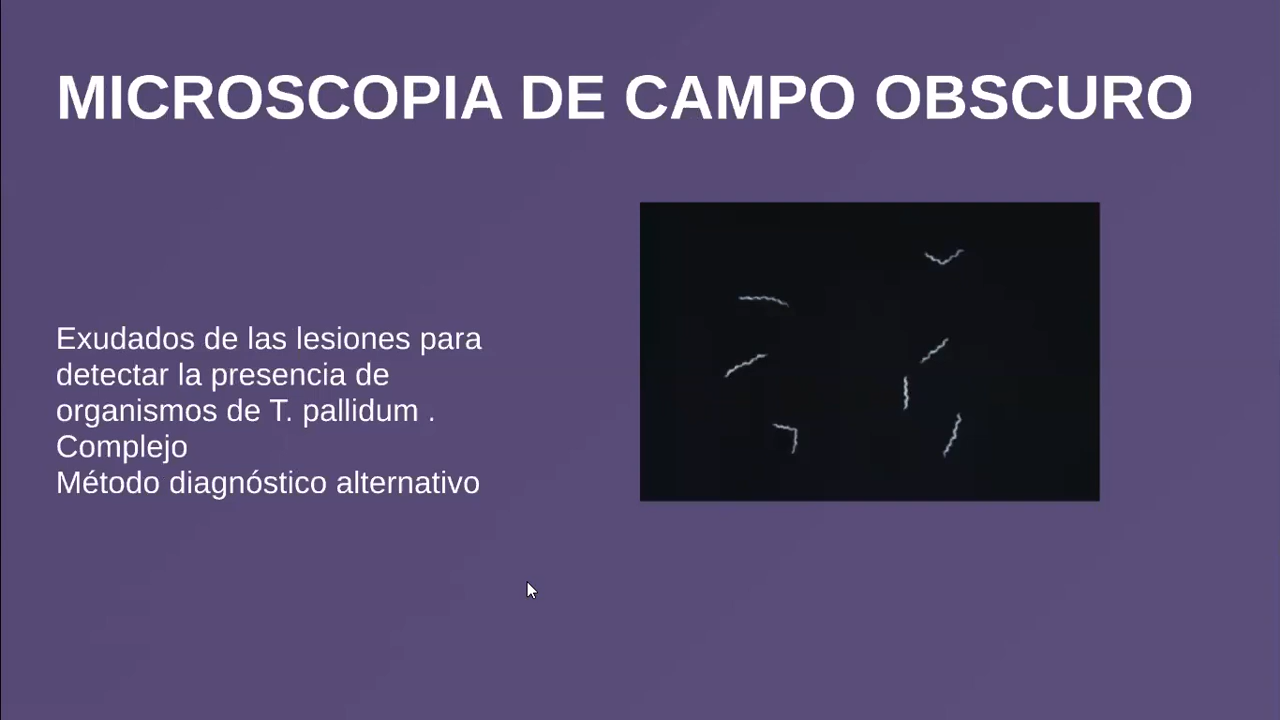 MICROSCOPIA DE CAMPO OBSCURO
Exudados de las lesiones para
detectar la presencia de
organismos de T. pallidum .
Complejo
Método diagnóstico alternativo